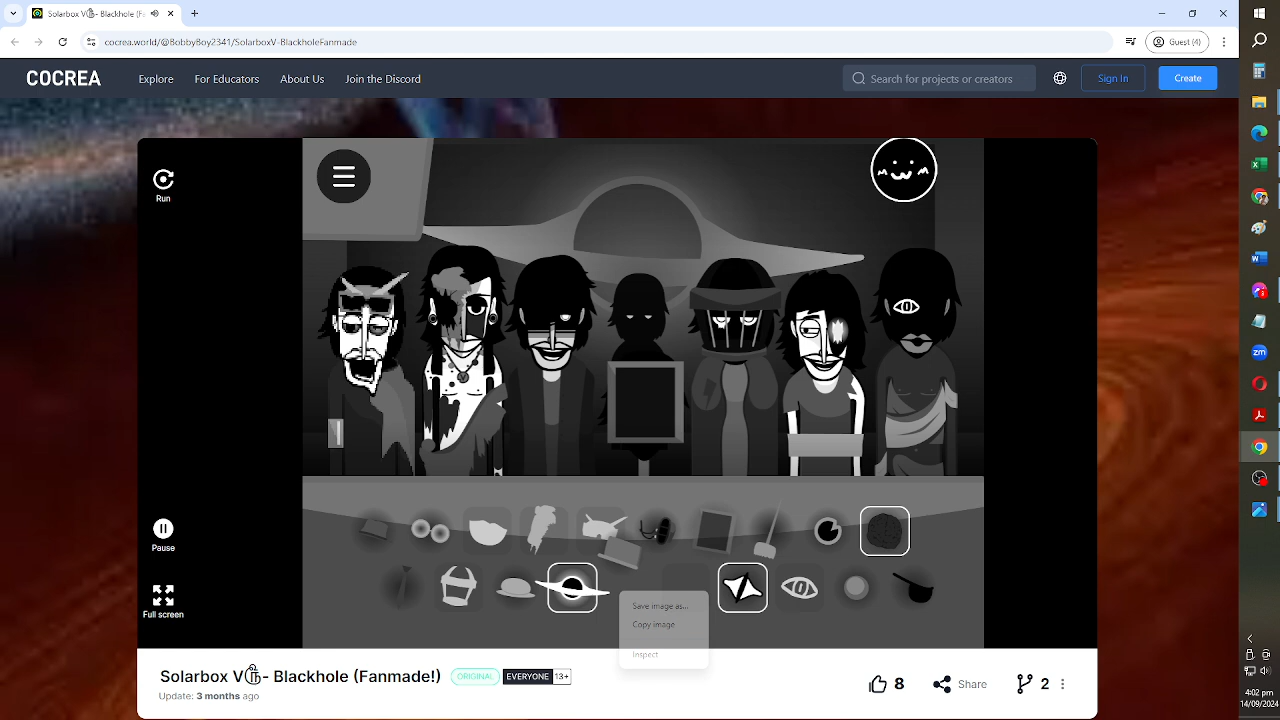 Solarbox V
cocrea.world/@BobbyBoy2341/SolarboxV-BlackholeFanmade
Guest (4)
COCREA
Explore
For Educators
About Us
Join the Discord
Search for projects or creators
Sign In
Create
Run
Pause
Full screen
Save image as...
Copy image
Inspect
Solarbox V - Blackhole (Fanmade!)
ORIGINAL
EVERYONE 13+
8
Share
2
Update: 3 months ago
4:02 pm
14/09/2024